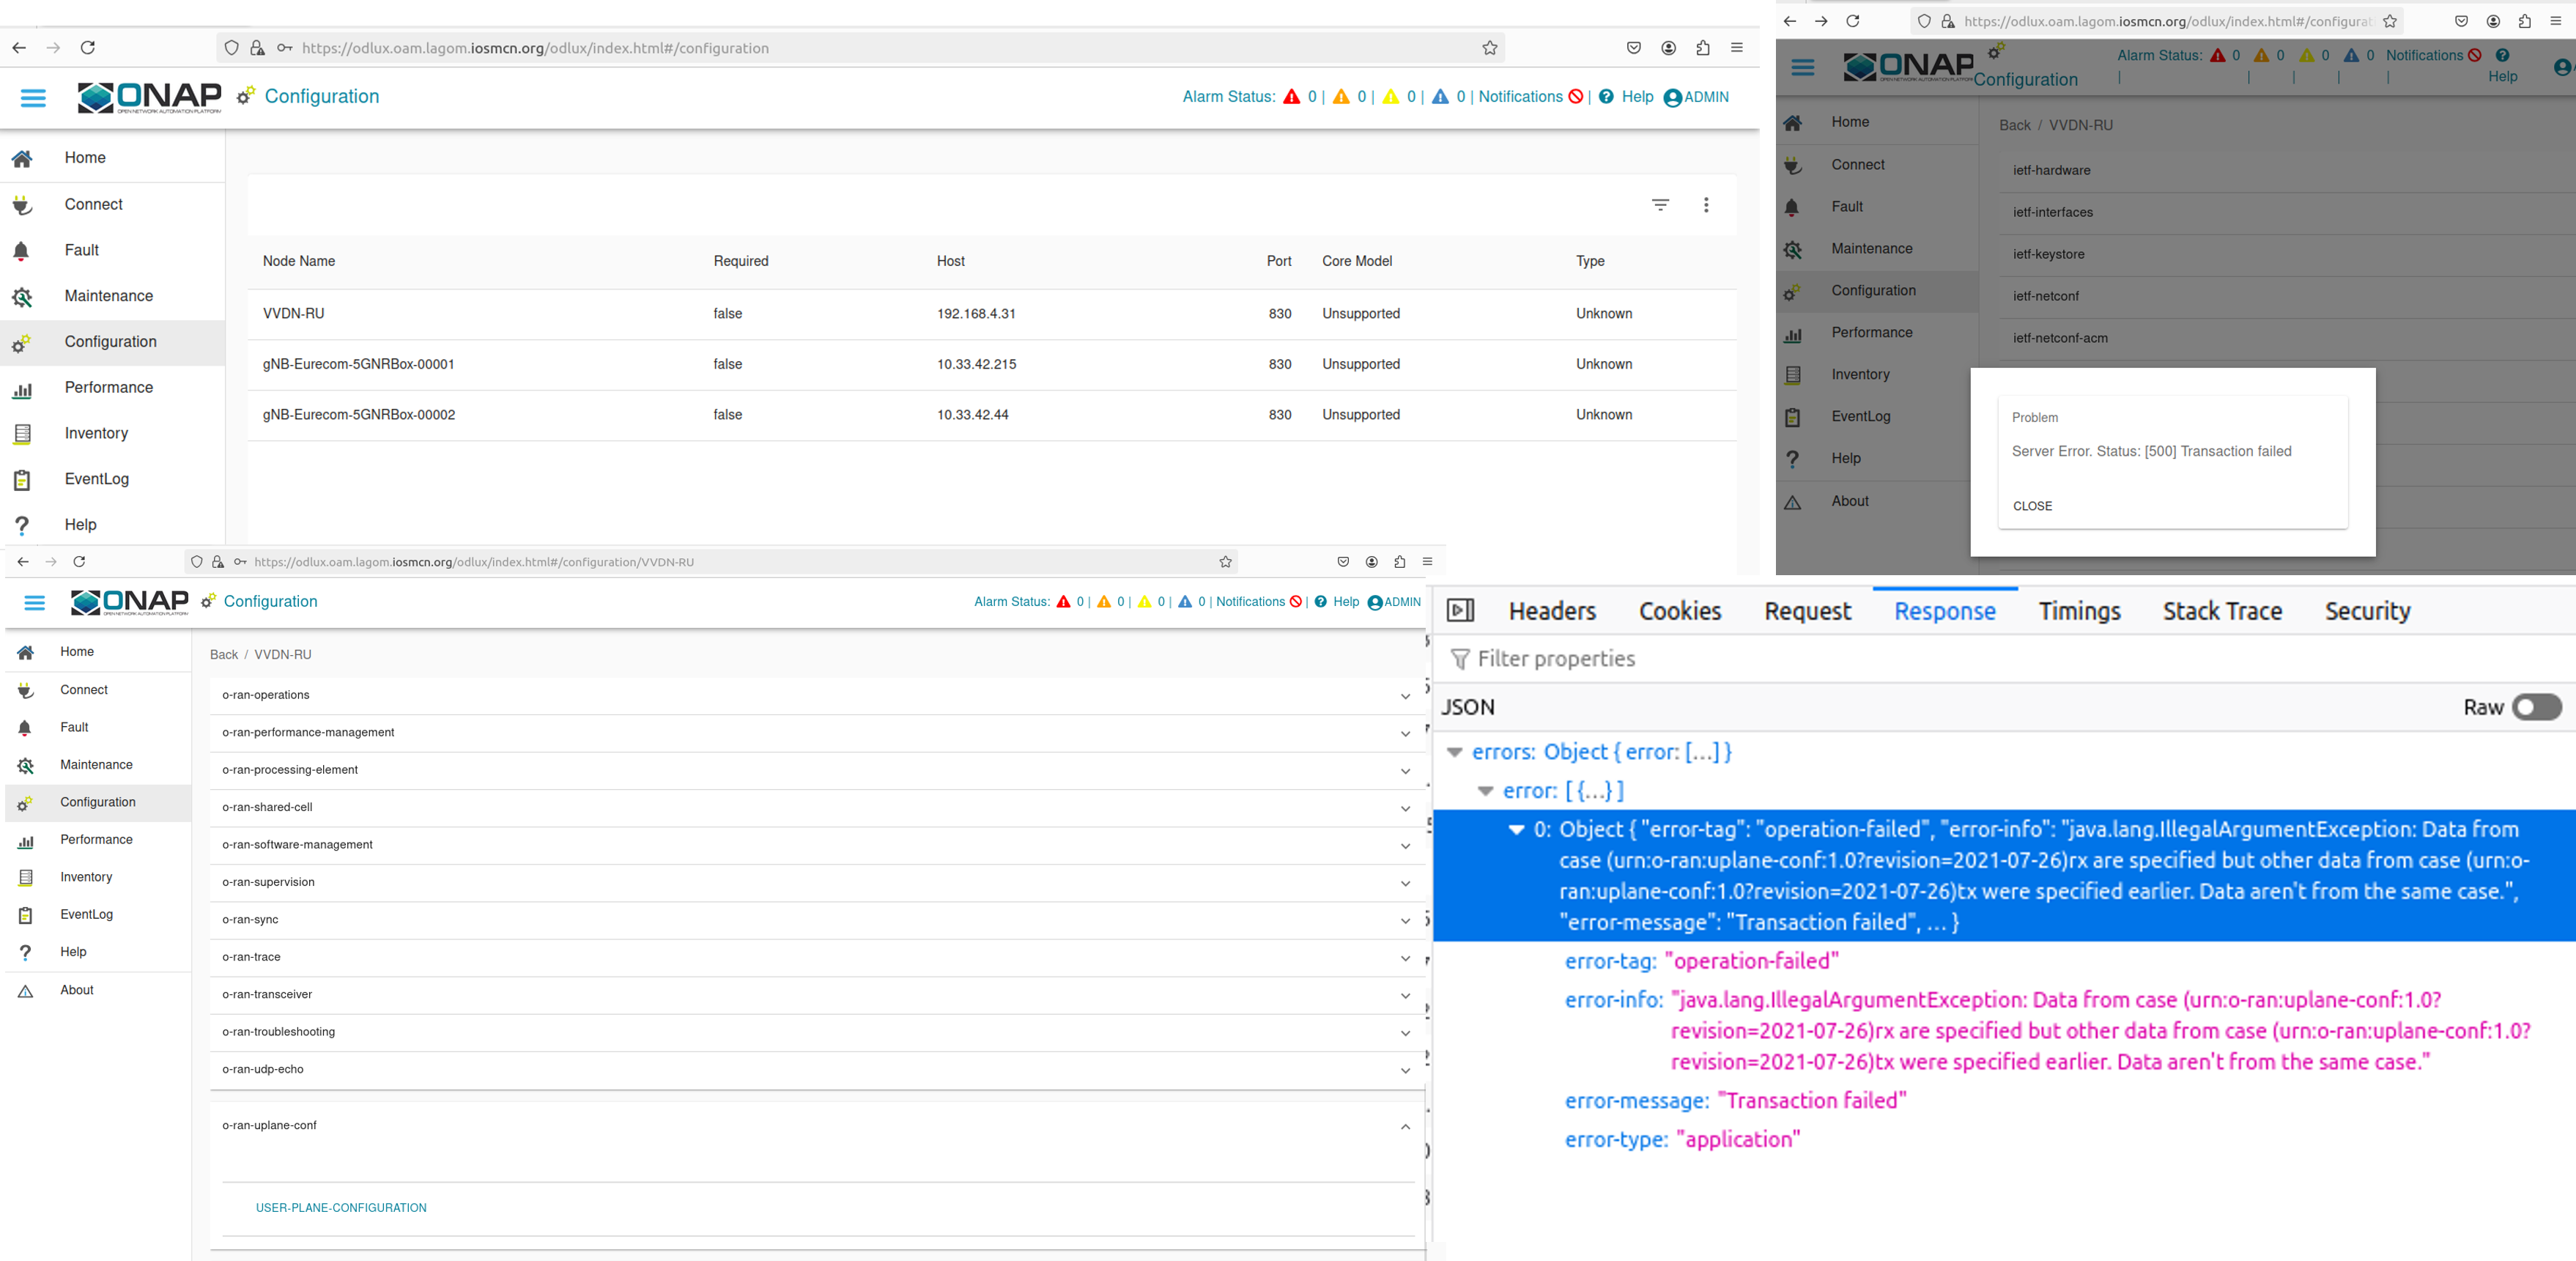 https://odlux.oam.lagom.iosmcn.org/odlux/index.html#/configuration
ONAP
OPEN NETWORK AUTOMATION PLATFORM
Configuration
Alarm Status: 0 | 0 | 0 | 0 | Notifications | Help ADMIN
Home
Connect
Fault
Maintenance
Configuration
Performance
Inventory
EventLog
Help
Node Name Required Host Port Core Model Type
VVDN-RU false 192.168.4.31 830 Unsupported Unknown
gNB-Eurecom-5GNRBox-00001 false 10.33.42.215 830 Unsupported Unknown
gNB-Eurecom-5GNRBox-00002 false 10.33.42.44 830 Unsupported Unknown
https://odlux.oam.lagom.iosmcn.org/odlux/index.html#/configurat
ONAP
OPEN NETWORK AUTOMATION PLATFORM
Configuration
Alarm Status: 0 | 0 | 0 | 0 | Notifications | Help
Home
Connect
Fault
Maintenance
Configuration
Performance
Inventory
EventLog
Help
About
Back / VVDN-RU
ietf-hardware
ietf-interfaces
ietf-keystore
ietf-netconf
ietf-netconf-acm
Problem
Server Error. Status: [500] Transaction failed
CLOSE
https://odlux.oam.lagom.iosmcn.org/odlux/index.html#/configuration/VVDN-RU
ONAP
OPEN NETWORK AUTOMATION PLATFORM
Configuration
Alarm Status: 0 | 0 | 0 | 0 | Notifications | Help ADMIN
Home
Connect
Fault
Maintenance
Configuration
Performance
Inventory
EventLog
Help
About
Back / VVDN-RU
o-ran-operations
o-ran-performance-management
o-ran-processing-element
o-ran-shared-cell
o-ran-software-management
o-ran-supervision
o-ran-sync
o-ran-trace
o-ran-transceiver
o-ran-troubleshooting
o-ran-udp-echo
o-ran-uplane-conf
USER-PLANE-CONFIGURATION
Headers Cookies Request Response Timings Stack Trace Security
Filter properties
JSON Raw
errors: Object { error: […] }
error: [ {…} ]
0: Object { "error-tag": "operation-failed", "error-info": "java.lang.IllegalArgumentException: Data from
case (urn:o-ran:uplane-conf:1.0?revision=2021-07-26)rx are specified but other data from case (urn:o-
ran:uplane-conf:1.0?revision=2021-07-26)tx were specified earlier. Data aren't from the same case.",
"error-message": "Transaction failed", … }
error-tag: "operation-failed"
error-info: "java.lang.IllegalArgumentException: Data from case (urn:o-ran:uplane-conf:1.0?
revision=2021-07-26)rx are specified but other data from case (urn:o-ran:uplane-conf:1.0?
revision=2021-07-26)tx were specified earlier. Data aren't from the same case."
error-message: "Transaction failed"
error-type: "application"